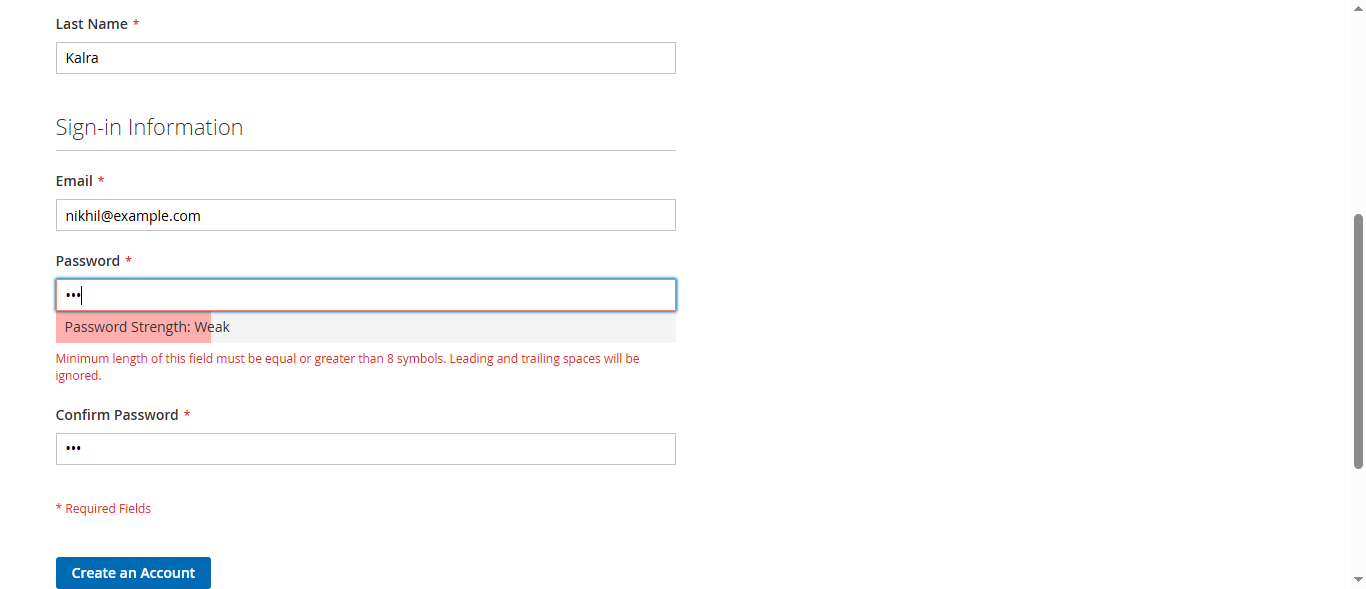 Last Name *
Kalra
Sign-in Information
Email *
nikhil@example.com
Password *
•••
Password Strength: Weak
Minimum length of this field must be equal or greater than 8 symbols. Leading and trailing spaces will be
ignored.
Confirm Password *
•••
* Required Fields
Create an Account